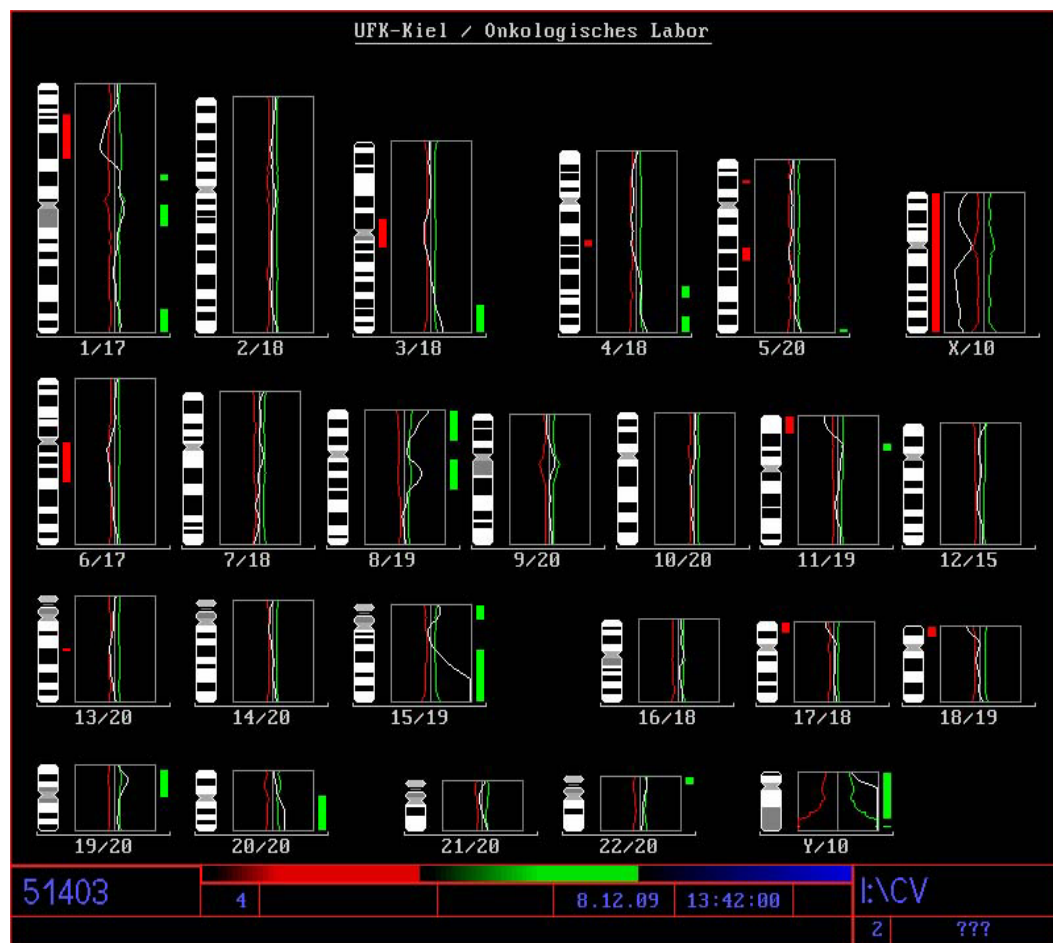 UFK-Kiel / Onkologisches Labor
1/17 2/18 3/18 4/18 5/20 X/10
6/17 7/18 8/19 9/20 10/20 11/19 12/15
13/20 14/20 15/19 16/18 17/18 18/19
19/20 20/20 21/20 22/20 Y/10
51403 4 8.12.09 13:42:00 I:\CV
2 ???